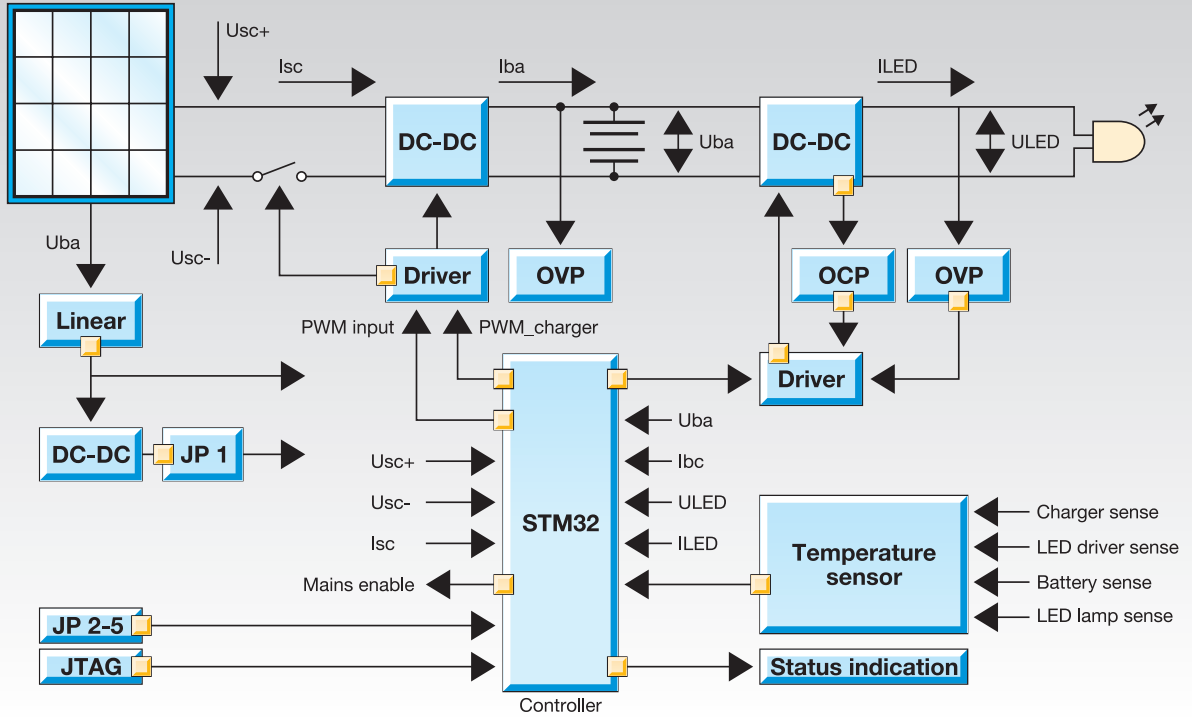 Usc+
Isc
Iba
ILED
DC-DC
Uba
DC-DC
ULED
Uba
Usc-
Driver
OVP
OCP
OVP
Linear
PWM input
PWM_charger
Driver
DC-DC
JP 1
Uba
Usc+
Ibc
Usc-
STM32
ULED
Isc
ILED
Mains enable
Temperature
sensor
Charger sense
LED driver sense
Battery sense
LED lamp sense
JP 2-5
JTAG
Status indication
Controller